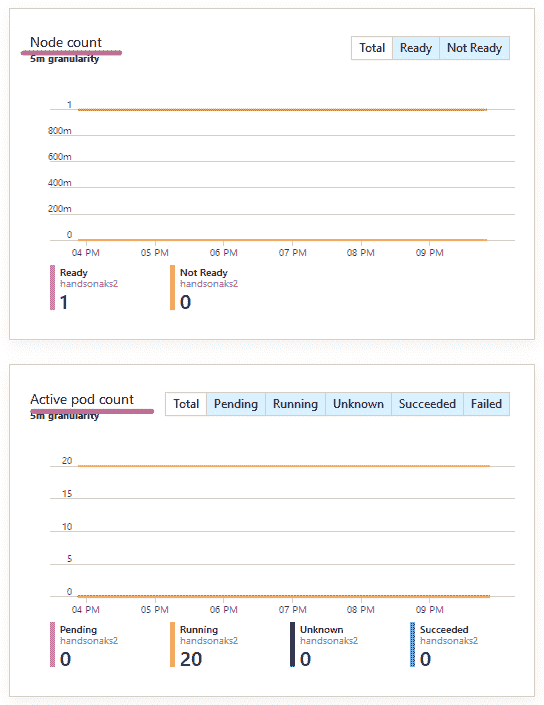 Node count
5m granularity
Total Ready Not Ready
1
800m
600m
400m
200m
0
04 PM 05 PM 06 PM 07 PM 08 PM 09 PM
Ready Not Ready
handsonaks2 handsonaks2
1 0
Active pod count
5m granularity
Total Pending Running Unknown Succeeded Failed
20
15
10
5
0
04 PM 05 PM 06 PM 07 PM 08 PM 09 PM
Pending Running Unknown Succeeded
handsonaks2 handsonaks2 handsonaks2 handsonaks2
0 20 0 0